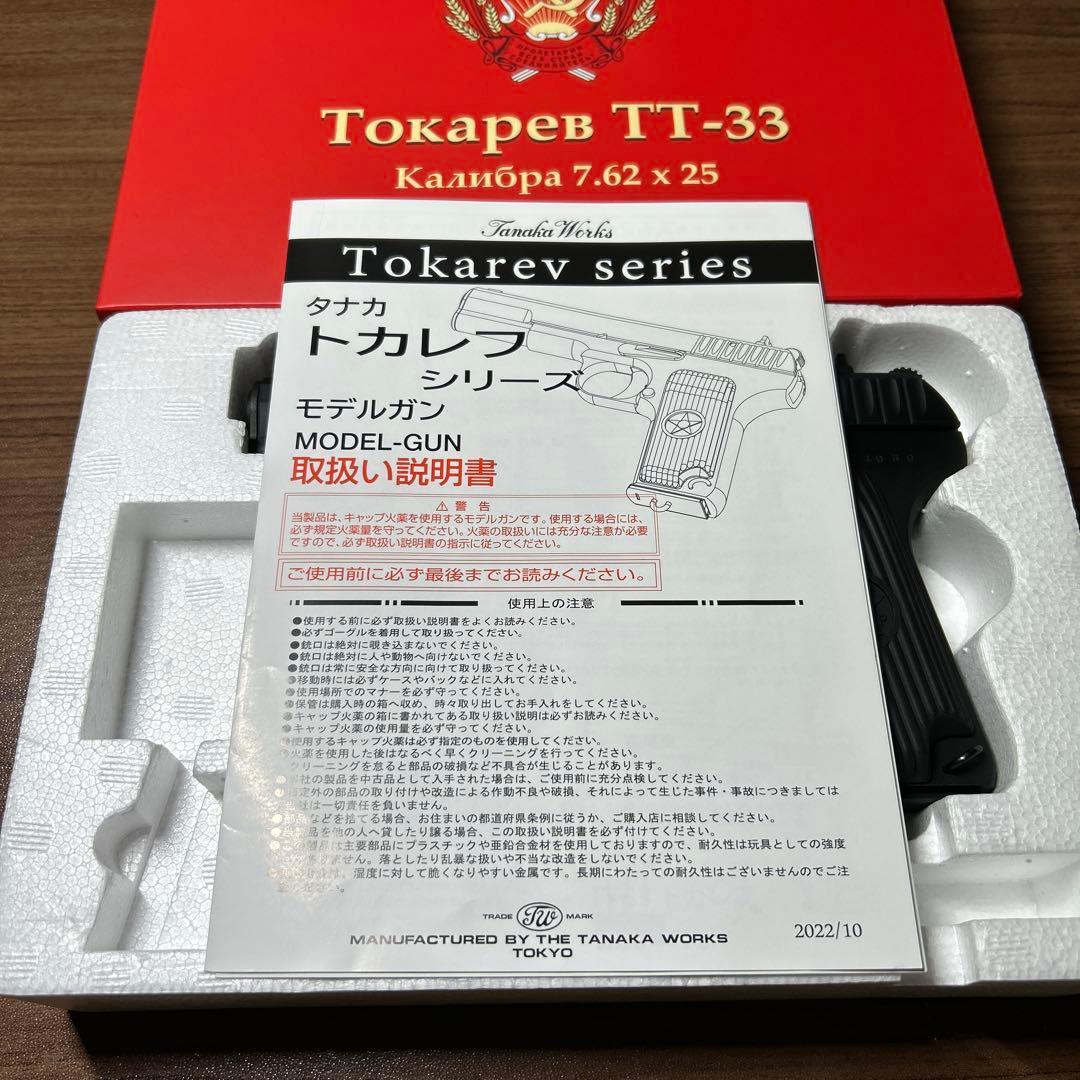 ПРОЛЕТАРИИ
ВСЕХ СТРАН
СОЕДИНЯЙТЕСЬ!
Токарев ТТ-33
Калибра 7.62 x 25
Tanaka Works
Tokarev series
タナカ
トカレフ
シリーズ
モデルガン
MODEL-GUN
取扱い説明書
⚠ 警告
当製品は、キャップ火薬を使用するモデルガンです。使用する場合には、
必ず規定火薬量を守ってください。火薬の取扱いには充分な注意が必要
ですので、必ず取扱い説明書の指示に従ってください。
ご使用前に必ず最後までお読みください。
使用上の注意
●使用する前に必ず取扱い説明書をよくお読みください。
●必ずゴーグルを着用して取り扱ってください。
●銃口は絶対に覗き込まないでください。
●銃口は絶対に人や動物へ向けないでください。
●銃口は常に安全な方向に向けて取り扱ってください。
●移動時には必ずケースやバックなどに入れてください。
●使用場所でのマナーを必ず守ってください。
●保管は購入時の箱へ収め、時々取り出してお手入れをしてください。
●キャップ火薬の箱に書かれてある取り扱い説明は必ずお読みください。
●キャップ火薬の使用量を必ず守ってください。
●使用するキャップ火薬は必ず指定のものを使用してください。
●火薬を使用した後はなるべく早くクリーニングを行ってください。
クリーニングを怠ると部品の破損など不具合が生じることがあります。
●当社の製品を中古品として入手された場合は、ご使用前に充分点検してください。
●指定外の部品の取り付けや改造による作動不良や破損、それによって生じた事件・事故につきましては
当社は一切責任を負いません。
●部品などを捨てる場合、お住まいの都道府県条例に従うか、ご購入店に相談してください。
●当製品を他の人へ貸したり譲る場合、この取扱い説明書を必ず付けてください。
●この製品は主要部品にプラスチックや亜鉛合金材を使用しておりますので、耐久性は玩具としての強度
しかありません。落としたり乱暴な扱いや不当な改造をしないでください。
は、湿度に対して脆くなりやすい金属です。長期にわたっての耐久性はございませんのでご注
意ください。
TRADE TW MARK
MANUFACTURED BY THE TANAKA WORKS
TOKYO
2022/10